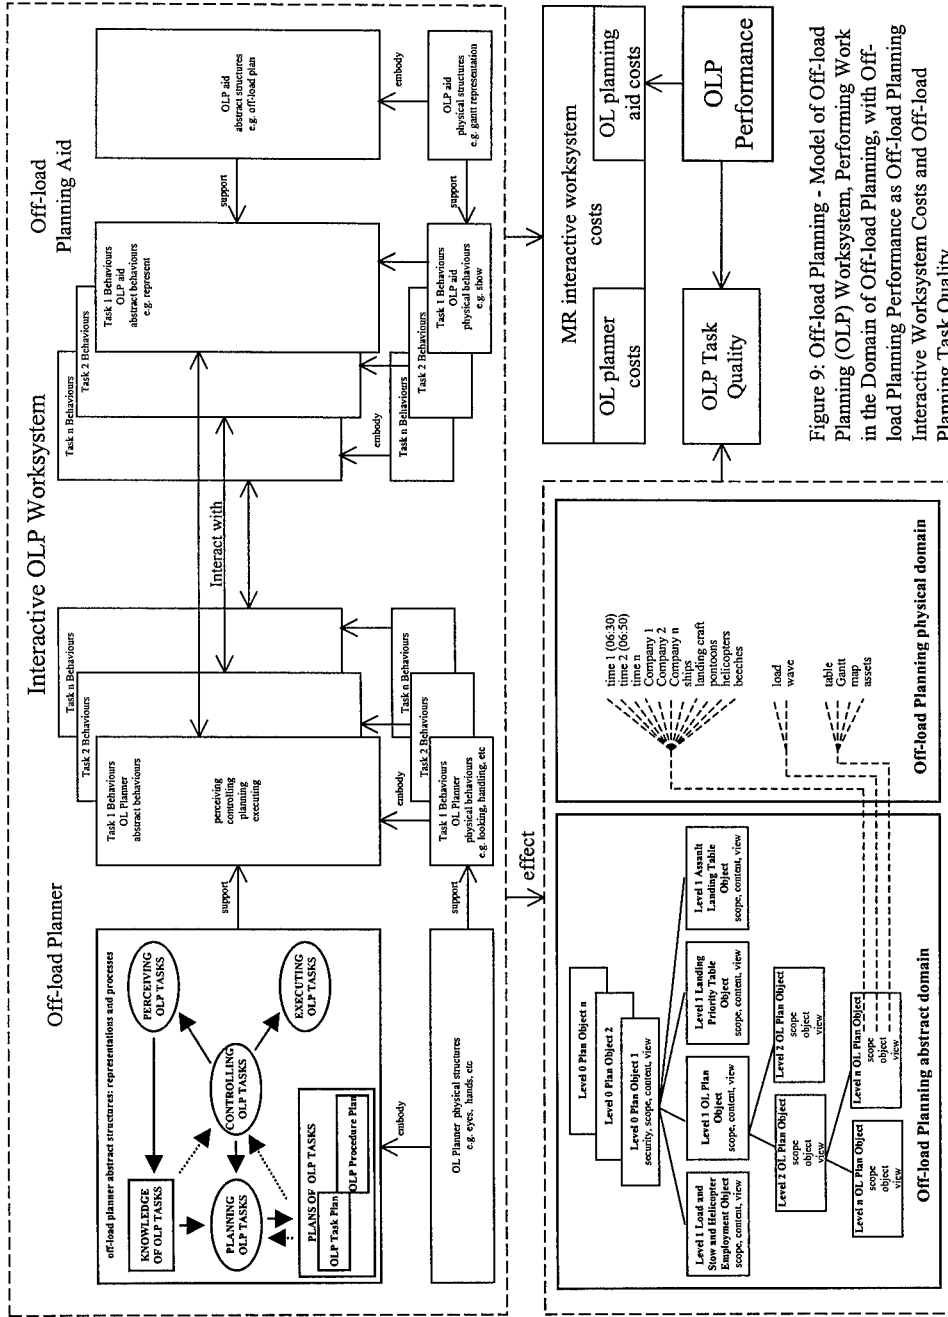 Interactive OLP Worksystem
Off-load Planner
off-load planner abstract structures: representations and processes
KNOWLEDGE
OF OLP TASKS
PERCEIVING
OLP TASKS
CONTROLLING
OLP TASKS
PLANNING
OLP TASKS
EXECUTING
OLP TASKS
PLANS OF OLP TASKS
OLP Task Plan
OLP Procedure Plan
embody
OL Planner physical structures
e.g. eyes, hands, etc
support
support
Task n Behaviours
Task 2 Behaviours
Task 1 Behaviours
OL Planner
abstract behaviours
perceiving
controlling
planning
executing
embody
Task n Behaviours
Task 2 Behaviours
Task 1 Behaviours
OL Planner
physical behaviours
e.g. looking, handling, etc
Interact with
Off-load
Planning Aid
Task n Behaviours
Task 2 Behaviours
Task 1 Behaviours
OLP aid
abstract behaviours
e.g. represent
embody
Task n Behaviours
Task 2 Behaviours
Task 1 Behaviours
OLP aid
physical behaviours
e.g. show
support
support
OLP aid
abstract structures
e.g. off-load plan
embody
OLP aid
physical structures
e.g. gantt representation
effect
Level 0 Plan Object n
Level 0 Plan Object 2
Level 0 Plan Object 1
security, scope, content, view
Level 1 Load and
Stow and Helicopter
Employment Object
scope, content, view
Level 1 OL Plan
Object
scope, content, view
Level 1 Landing
Priority Table
Object
scope, content, view
Level 1 Assault
Landing Table
Object
scope, content, view
Level 2 OL Plan Object
scope
object
view
Level 2 OL Plan Object
scope
object
view
Level n OL Plan Object
scope
object
view
Level n OL Plan Object
scope
object
view
Off-load Planning abstract domain
time 1 (06:30)
time 2 (06:50)
time n
Company 1
Company 2
Company n
ships
landing craft
pontoons
helicopters
beeches
load
wave
table
Gantt
map
assets
Off-load Planning physical domain
MR interactive worksystem
costs
OL planner
costs
OL planning
aid costs
OLP Task
Quality
OLP
Performance
Figure 9: Off-load Planning - Model of Off-load
Planning (OLP) Worksystem, Performing Work
in the Domain of Off-load Planning, with Off-
load Planning Performance as Off-load Planning
Interactive Worksystem Costs and Off-load
Planning Task Quality